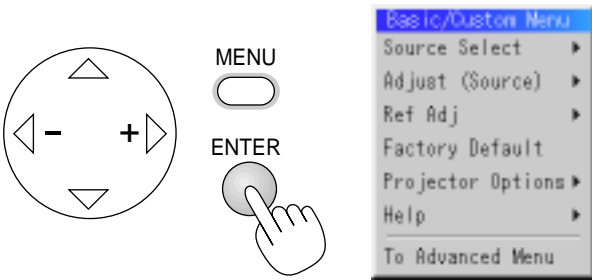 MENU
- +
ENTER
Basic/Custom Menu
Source Select
Adjust (Source)
Ref Adj
Factory Default
Projector Options
Help
To Advanced Menu